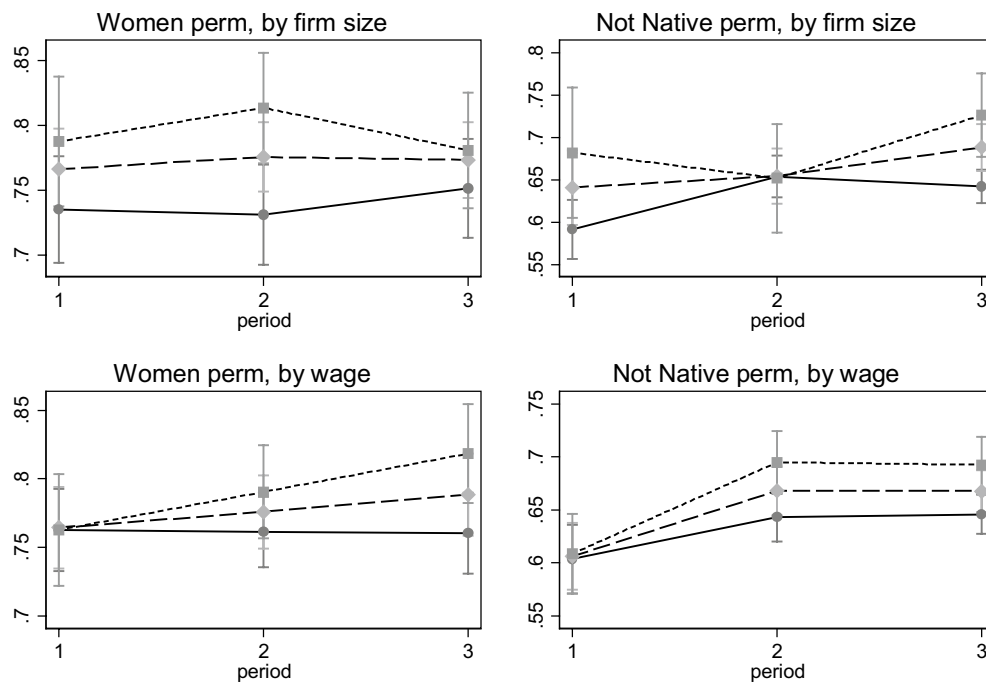 Women perm, by firm size
.85
.8
.75
.7
1 2 3
period
Not Native perm, by firm size
.8
.75
.7
.65
.6
.55
1 2 3
period
Women perm, by wage
.85
.8
.75
.7
1 2 3
period
Not Native perm, by wage
.75
.7
.65
.6
.55
1 2 3
period